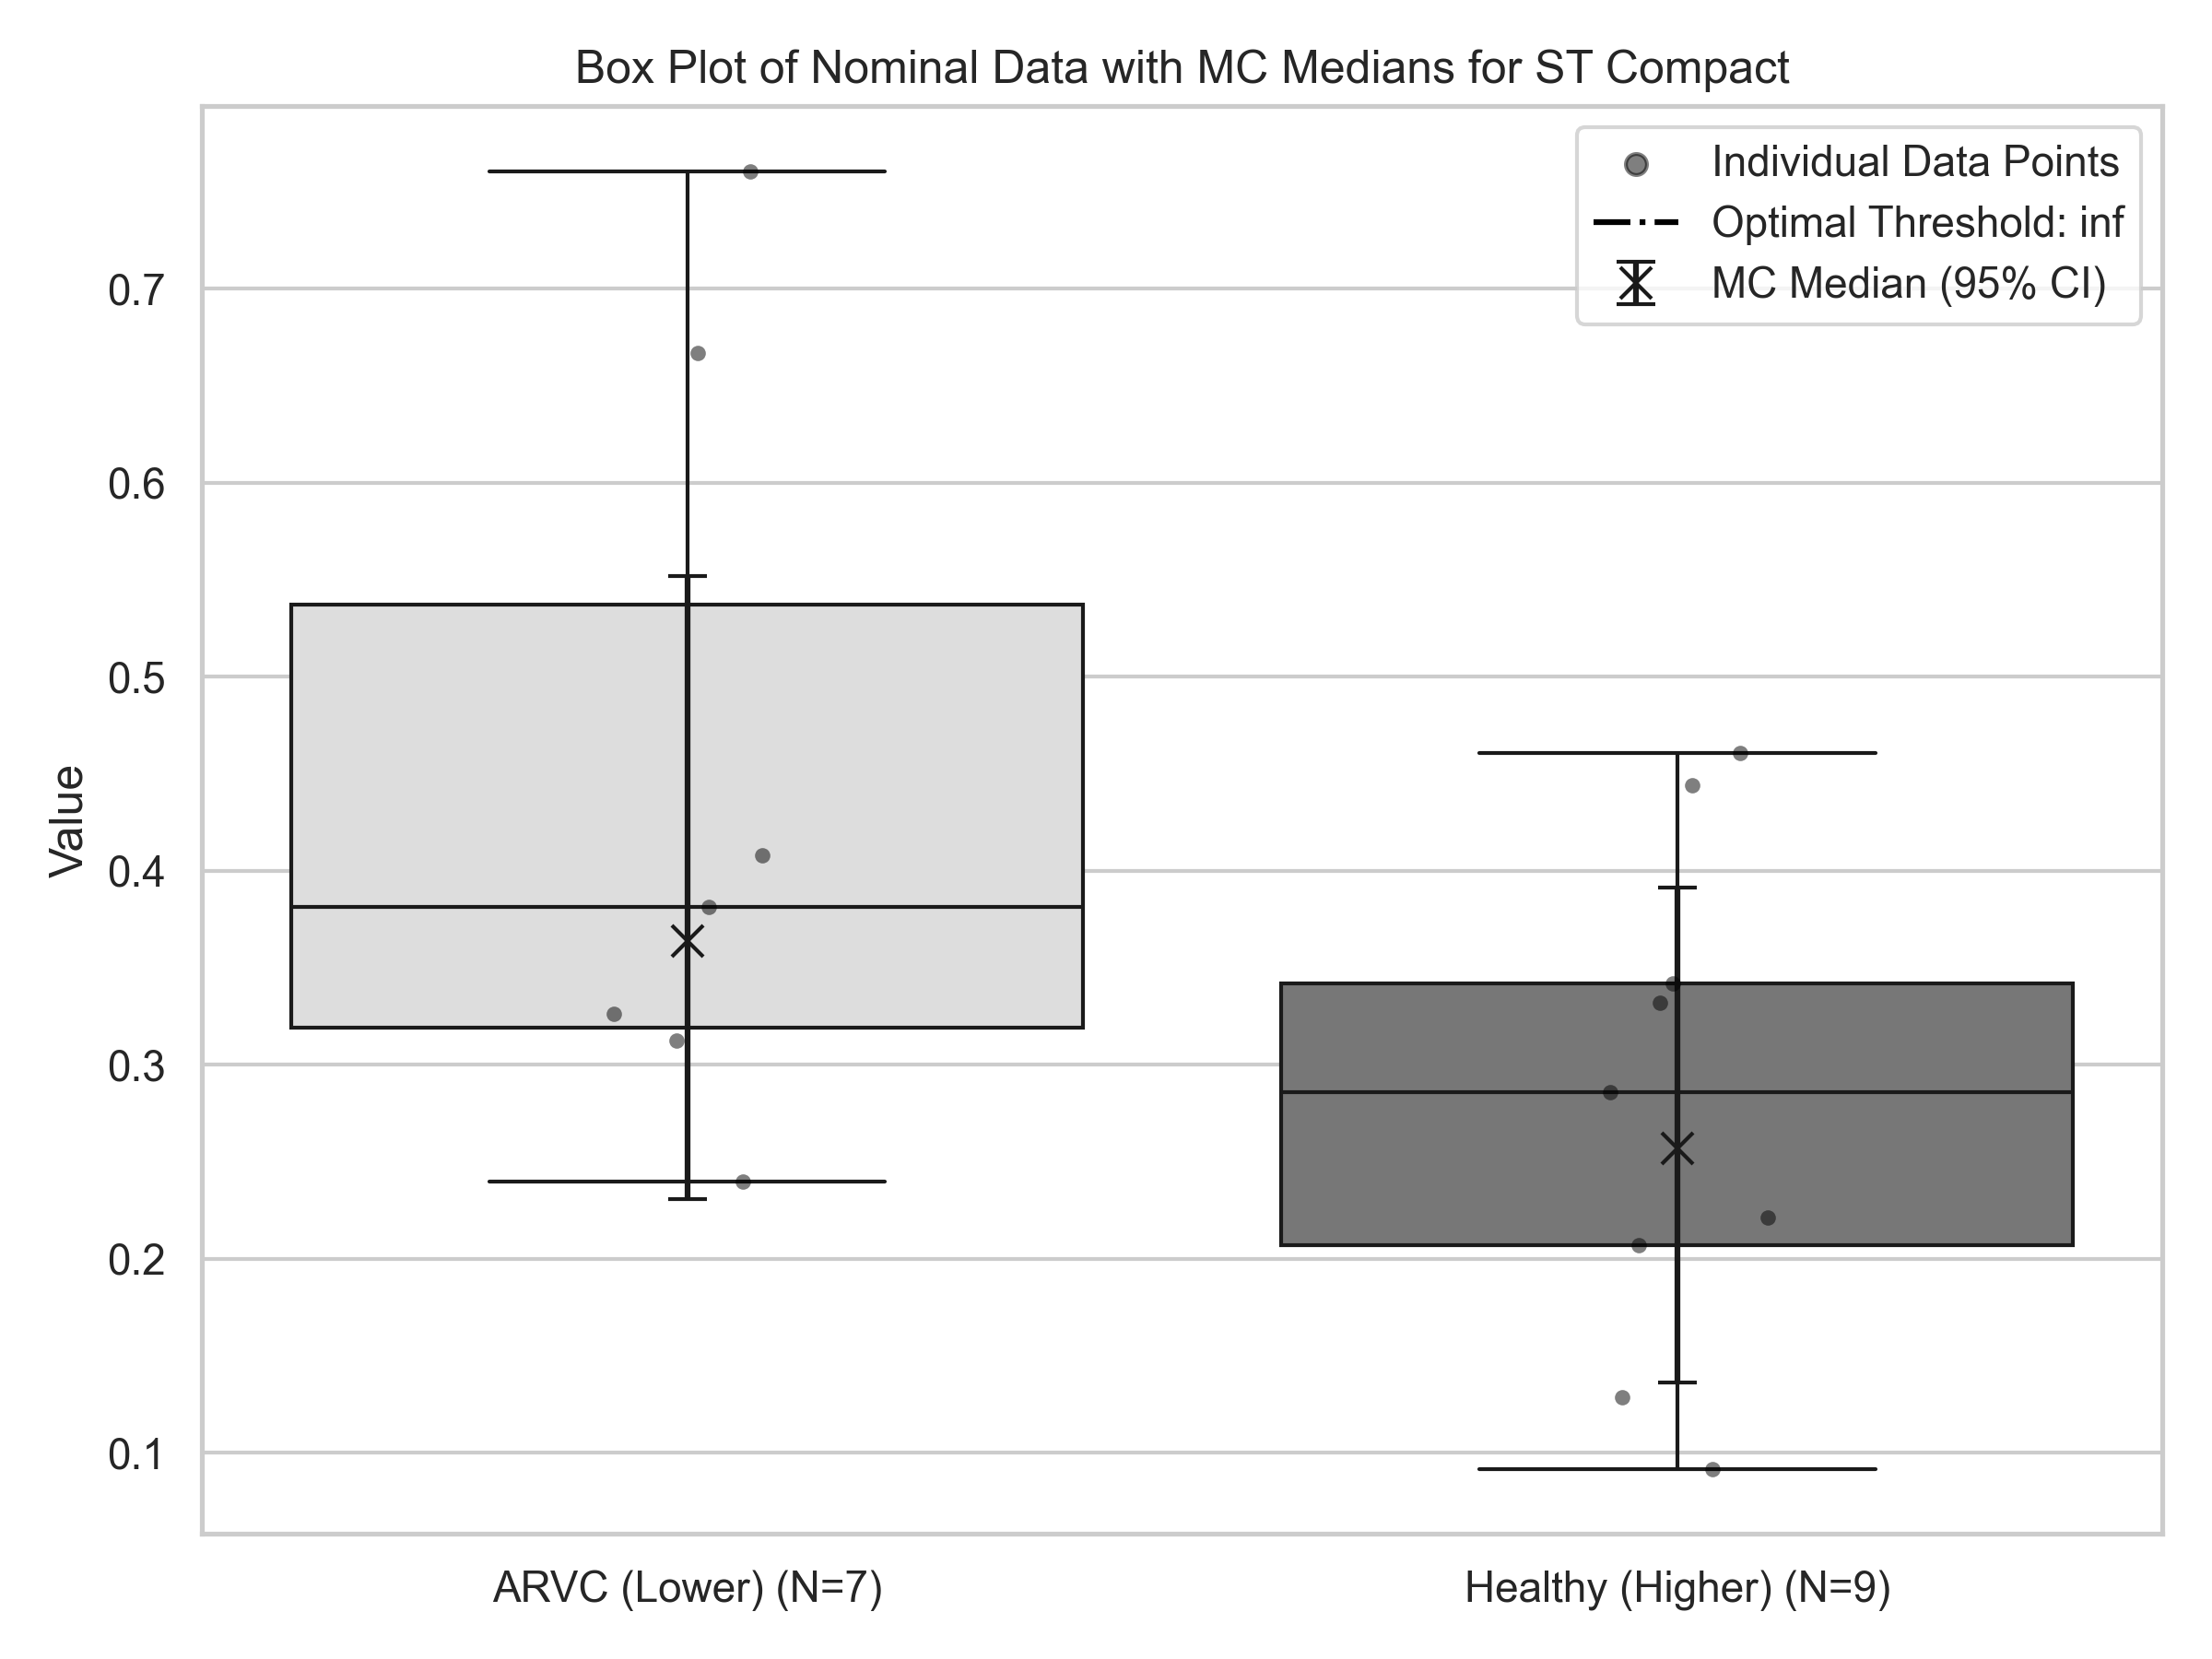 Box Plot of Nominal Data with MC Medians for ST Compact
Individual Data Points
Optimal Threshold: inf
MC Median (95% CI)
Value
0.7
0.6
0.5
0.4
0.3
0.2
0.1
ARVC (Lower) (N=7)
Healthy (Higher) (N=9)